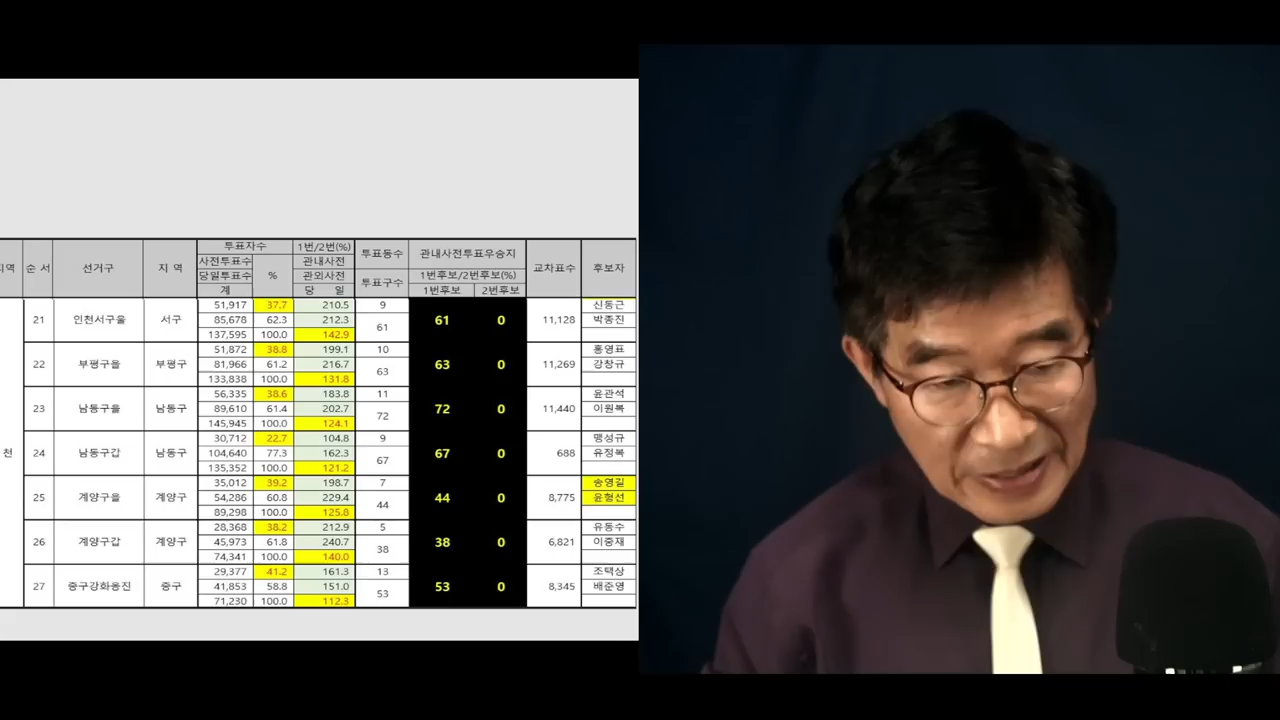 지역 순서 선거구 지역 투표자수 1번/2번(%) 투표동수 관내사전투표우승지 교차표수 후보자
사전투표수 % 관내사전
당일투표수 관외사전 투표구수 1번후보/2번후보(%)
계 당 일 1번후보 2번후보
51,917 37.7 210.5 9 신동근
21 인천서구을 서구 85,678 62.3 212.3 61 61 0 11,128 박종진
137,595 100.0 142.9
51,872 38.8 199.1 10 홍영표
22 부평구을 부평구 81,966 61.2 216.7 63 63 0 11,269 강창규
133,838 100.0 131.8
56,335 38.6 183.8 11 윤관석
23 남동구을 남동구 89,610 61.4 202.7 72 72 0 11,440 이원복
145,945 100.0 124.1
30,712 22.7 104.8 9 맹성규
천 24 남동구갑 남동구 104,640 77.3 162.3 67 67 0 688 유정복
135,352 100.0 121.2
35,012 39.2 198.7 7 송영길
25 계양구을 계양구 54,286 60.8 229.4 44 44 0 8,775 윤형선
89,298 100.0 125.8
28,368 38.2 212.9 5 유동수
26 계양구갑 계양구 45,973 61.8 240.7 38 38 0 6,821 이중재
74,341 100.0 140.0
29,377 41.2 161.3 13 조택상
27 중구강화옹진 중구 41,853 58.8 151.0 53 53 0 8,345 배준영
71,230 100.0 112.3